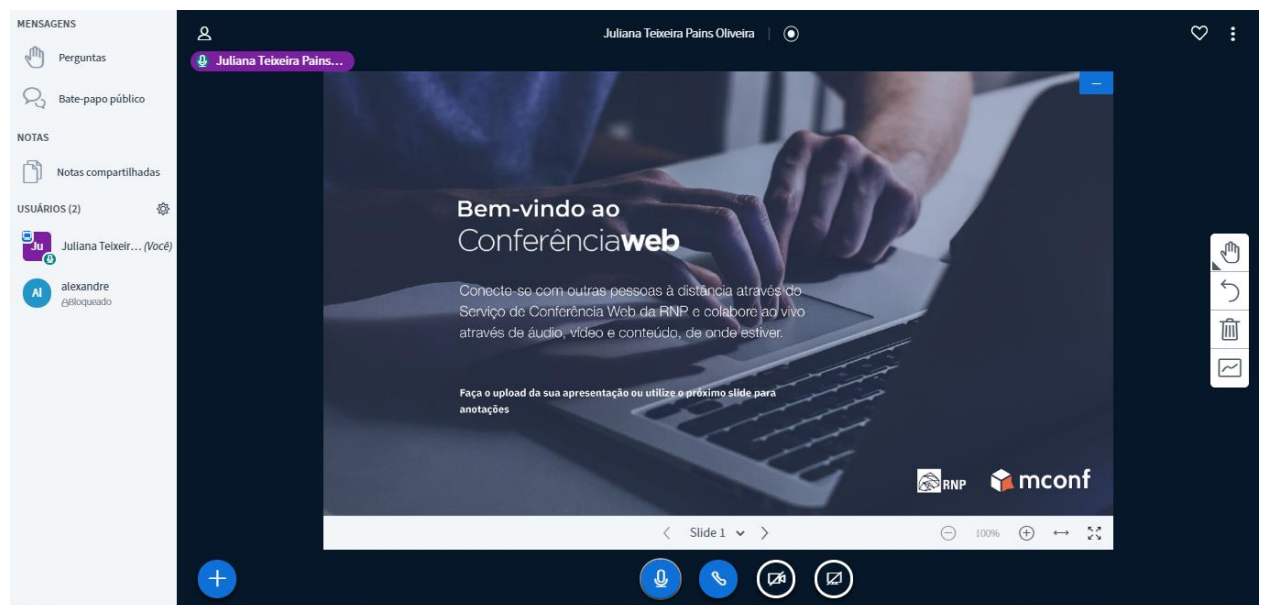 MENSAGENS
Perguntas
Bate-papo público
NOTAS
Notas compartilhadas
USUÁRIOS (2)
Ju
Juliana Teixeir... (Você)
Al
alexandre
Bloqueado
Juliana Teixeira Pains Oliveira
Juliana Teixeira Pains...
Bem-vindo ao
Conferênciaweb
Conecte-se com outras pessoas à distância através do
Serviço de Conferência Web da RNP e colabore ao vivo
através de áudio, vídeo e conteúdo, de onde estiver.
Faça o upload da sua apresentação ou utilize o próximo slide para
anotações
RNP
mconf
Slide 1
100%